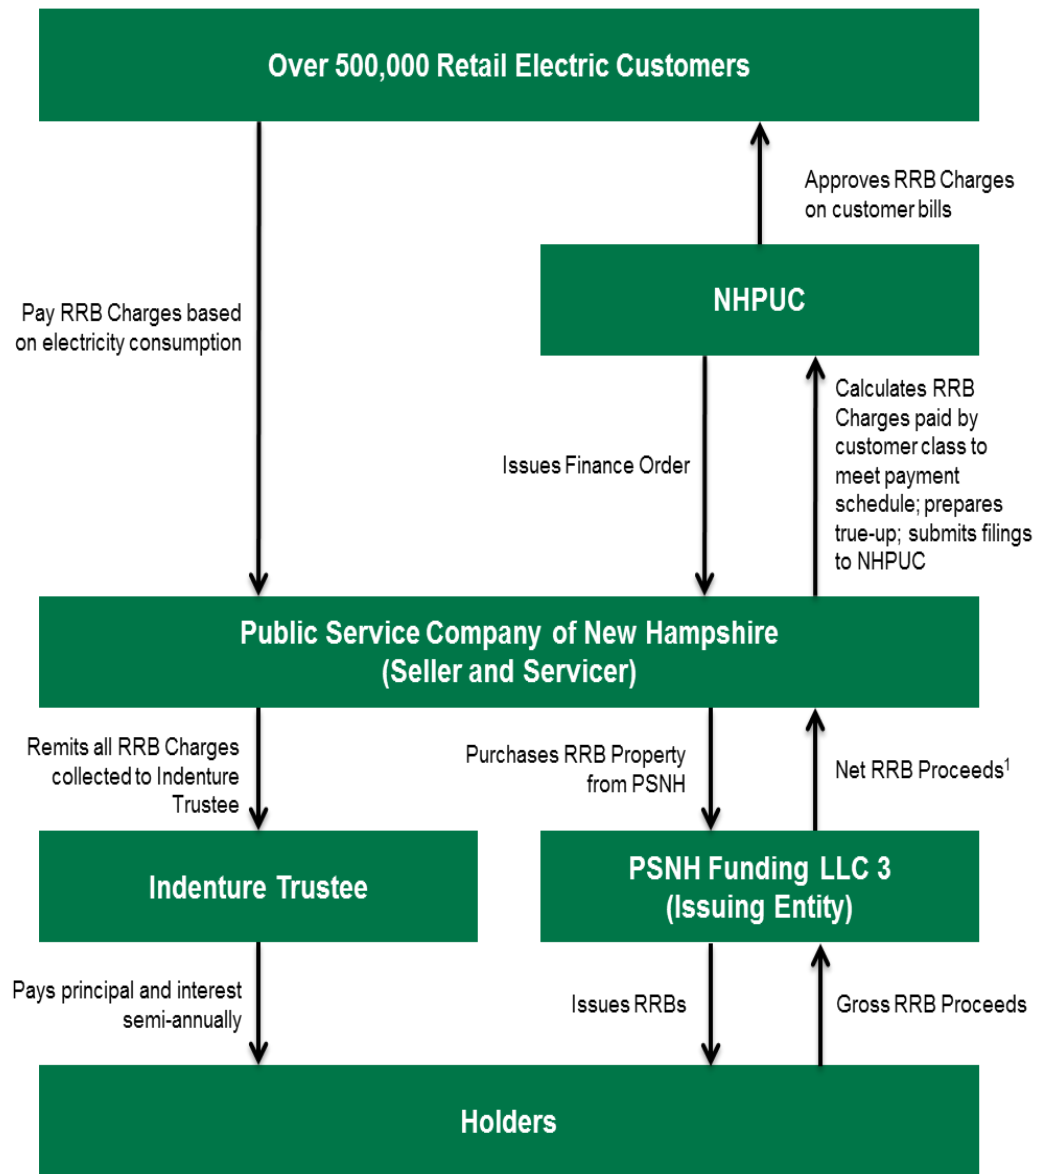 Over 500,000 Retail Electric Customers
Approves RRB Charges
on customer bills
NHPUC
Pay RRB Charges based
on electricity consumption
Issues Finance Order
Calculates RRB
Charges paid by
customer class to
meet payment
schedule; prepares
true-up; submits filings
to NHPUC
Public Service Company of New Hampshire
(Seller and Servicer)
Remits all RRB Charges
collected to Indenture
Trustee
Purchases RRB Property
from PSNH
Net RRB Proceeds¹
Indenture Trustee
PSNH Funding LLC 3
(Issuing Entity)
Pays principal and interest
semi-annually
Issues RRBs
Gross RRB Proceeds
Holders